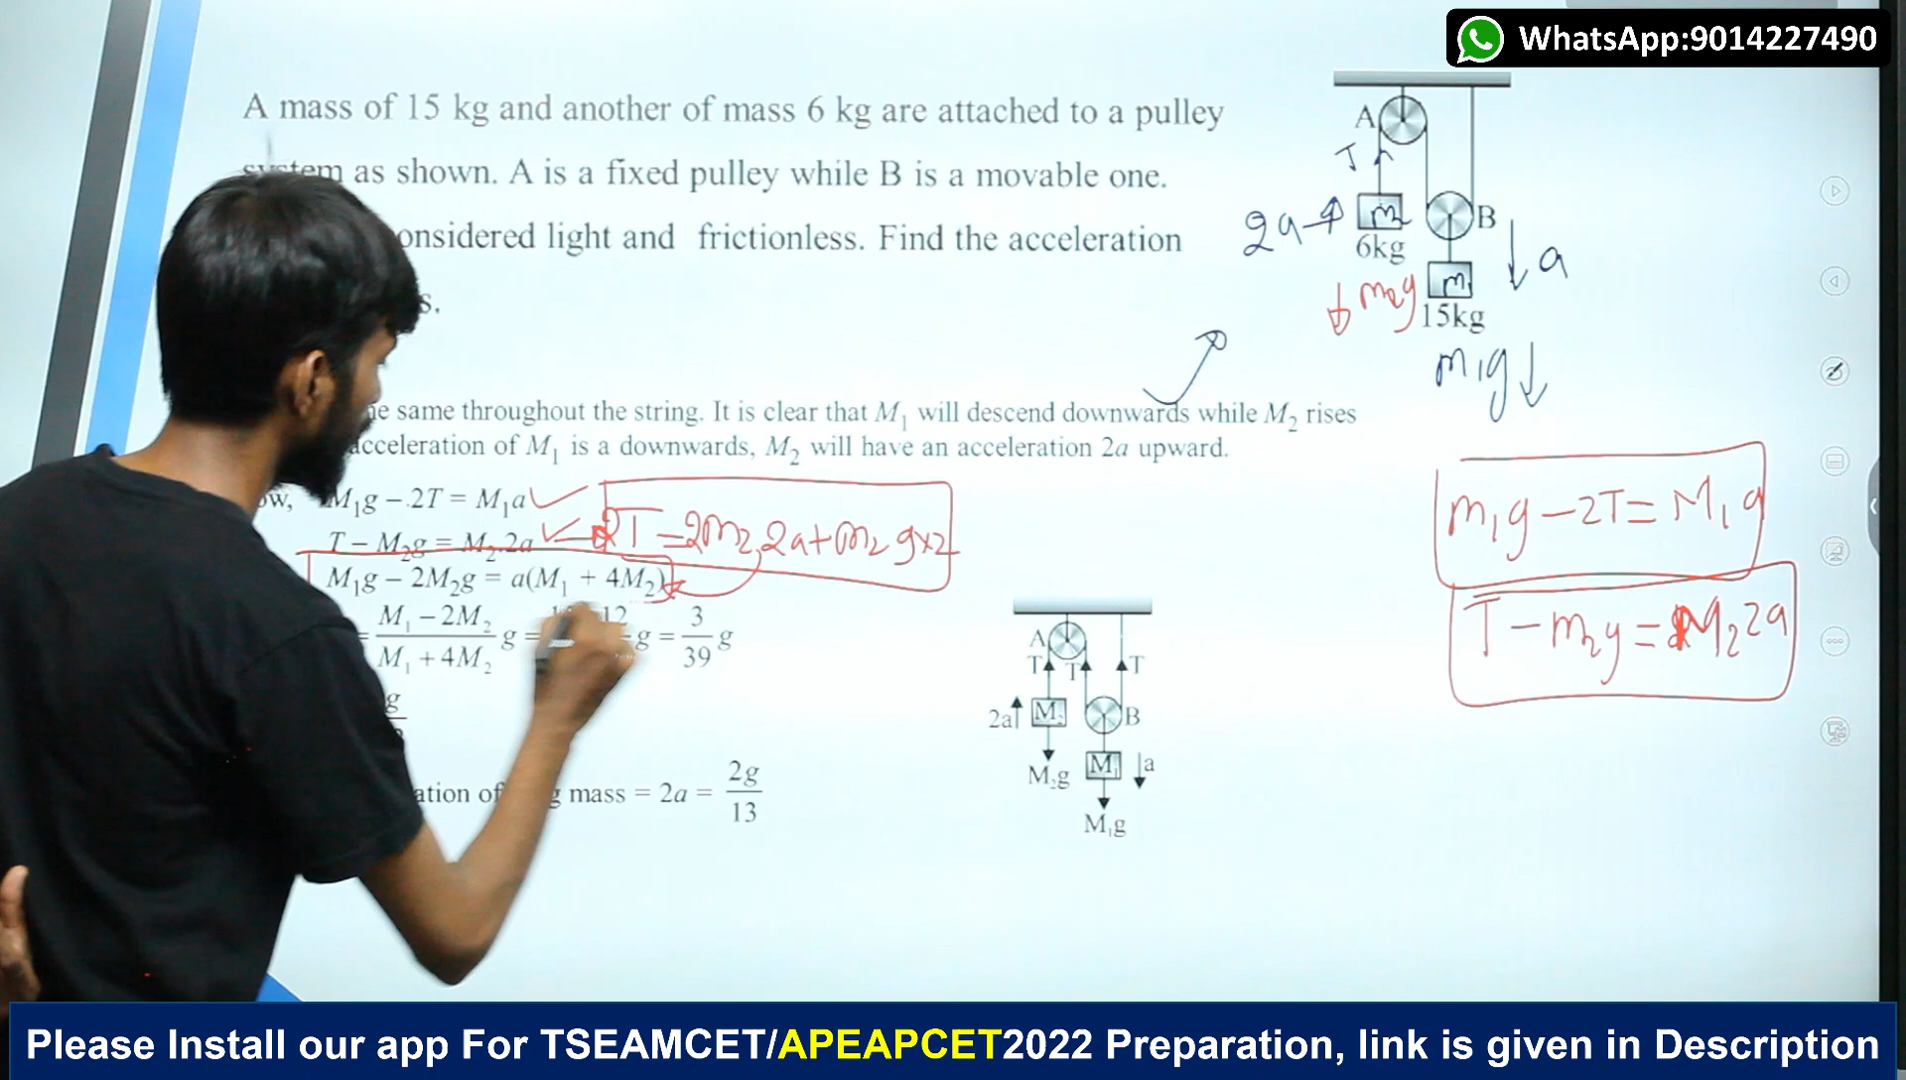 WhatsApp:9014227490
A mass of 15 kg and another of mass 6 kg are attached to a pulley
system as shown. A is a fixed pulley while B is a movable one.
onsidered light and frictionless. Find the acceleration
s.
A
T
2a
m2
6kg
B
a
m2g
m1
15kg
m1g
ne same throughout the string. It is clear that M1 will descend downwards while M2 rises
acceleration of M1 is a downwards, M2 will have an acceleration 2a upward.
ow, M1g – 2T = M1a
T – M2g = M2.2a
2T = 2m2 2a + m2g×2
M1g – 2M2g = a(M1 + 4M2)
= M1 – 2M2 / M1 + 4M2 g = 12 g = 3/39 g
g
ation of mass = 2a = 2g/13
m1g – 2T = M1a
T – m2g = M2 2a
A
T T T
2a M2 B
M2g M1 a
M1g
Please Install our app For TSEAMCET/APEAPCET2022 Preparation, link is given in Description